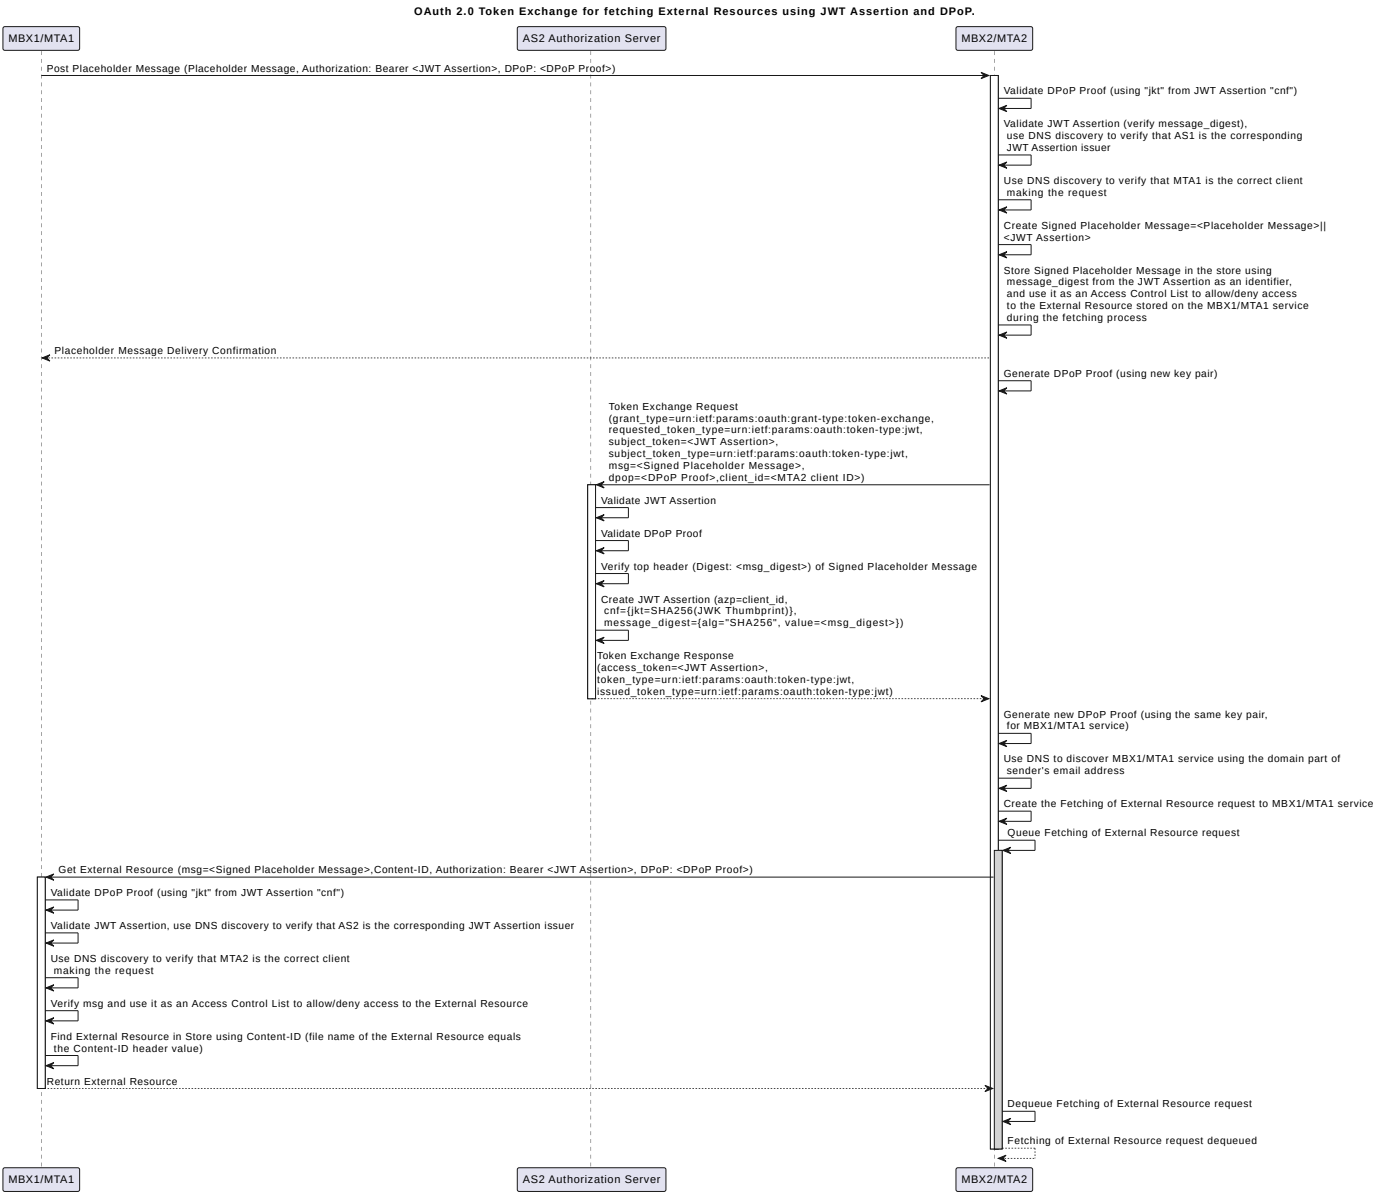 OAuth 2.0 Token Exchange for fetching External Resources using JWT Assertion and DPoP.
MBX1/MTA1
AS2 Authorization Server
MBX2/MTA2
Post Placeholder Message (Placeholder Message, Authorization: Bearer <JWT Assertion>, DPoP: <DPoP Proof>)
Validate DPoP Proof (using "jkt" from JWT Assertion "cnf")
Validate JWT Assertion (verify message_digest),
use DNS discovery to verify that AS1 is the corresponding
JWT Assertion issuer
Use DNS discovery to verify that MTA1 is the correct client
making the request
Create Signed Placeholder Message=<Placeholder Message>||
<JWT Assertion>
Store Signed Placeholder Message in the store using
message_digest from the JWT Assertion as an identifier,
and use it as an Access Control List to allow/deny access
to the External Resource stored on the MBX1/MTA1 service
during the fetching process
Placeholder Message Delivery Confirmation
Generate DPoP Proof (using new key pair)
Token Exchange Request
(grant_type=urn:ietf:params:oauth:grant-type:token-exchange,
requested_token_type=urn:ietf:params:oauth:token-type:jwt,
subject_token=<JWT Assertion>,
subject_token_type=urn:ietf:params:oauth:token-type:jwt,
msg=<Signed Placeholder Message>,
dpop=<DPoP Proof>,client_id=<MTA2 client ID>)
Validate JWT Assertion
Validate DPoP Proof
Verify top header (Digest: <msg_digest>) of Signed Placeholder Message
Create JWT Assertion (azp=client_id,
cnf={jkt=SHA256(JWK Thumbprint)},
message_digest={alg="SHA256", value=<msg_digest>})
Token Exchange Response
(access_token=<JWT Assertion>,
token_type=urn:ietf:params:oauth:token-type:jwt,
issued_token_type=urn:ietf:params:oauth:token-type:jwt)
Generate new DPoP Proof (using the same key pair,
for MBX1/MTA1 service)
Use DNS to discover MBX1/MTA1 service using the domain part of
sender's email address
Create the Fetching of External Resource request to MBX1/MTA1 service
Queue Fetching of External Resource request
Get External Resource (msg=<Signed Placeholder Message>,Content-ID, Authorization: Bearer <JWT Assertion>, DPoP: <DPoP Proof>)
Validate DPoP Proof (using "jkt" from JWT Assertion "cnf")
Validate JWT Assertion, use DNS discovery to verify that AS2 is the corresponding JWT Assertion issuer
Use DNS discovery to verify that MTA2 is the correct client
making the request
Verify msg and use it as an Access Control List to allow/deny access to the External Resource
Find External Resource in Store using Content-ID (file name of the External Resource equals
the Content-ID header value)
Return External Resource
Dequeue Fetching of External Resource request
Fetching of External Resource request dequeued
MBX1/MTA1
AS2 Authorization Server
MBX2/MTA2